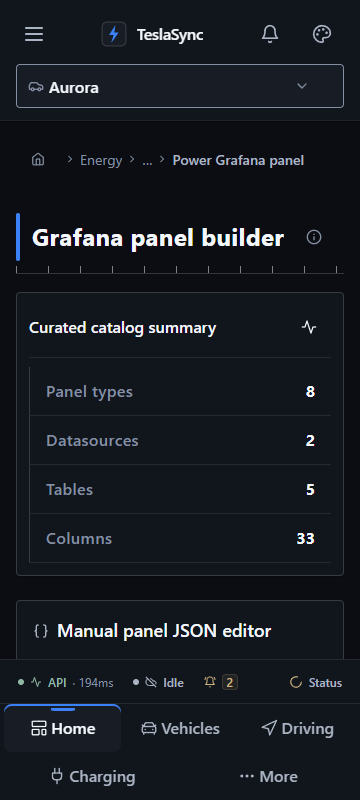 TeslaSync
Aurora
Energy ... Power Grafana panel
Grafana panel builder
Curated catalog summary
Panel types 8
Datasources 2
Tables 5
Columns 33
{} Manual panel JSON editor
API · 194ms Idle 2 Status
Home Vehicles Driving
Charging More